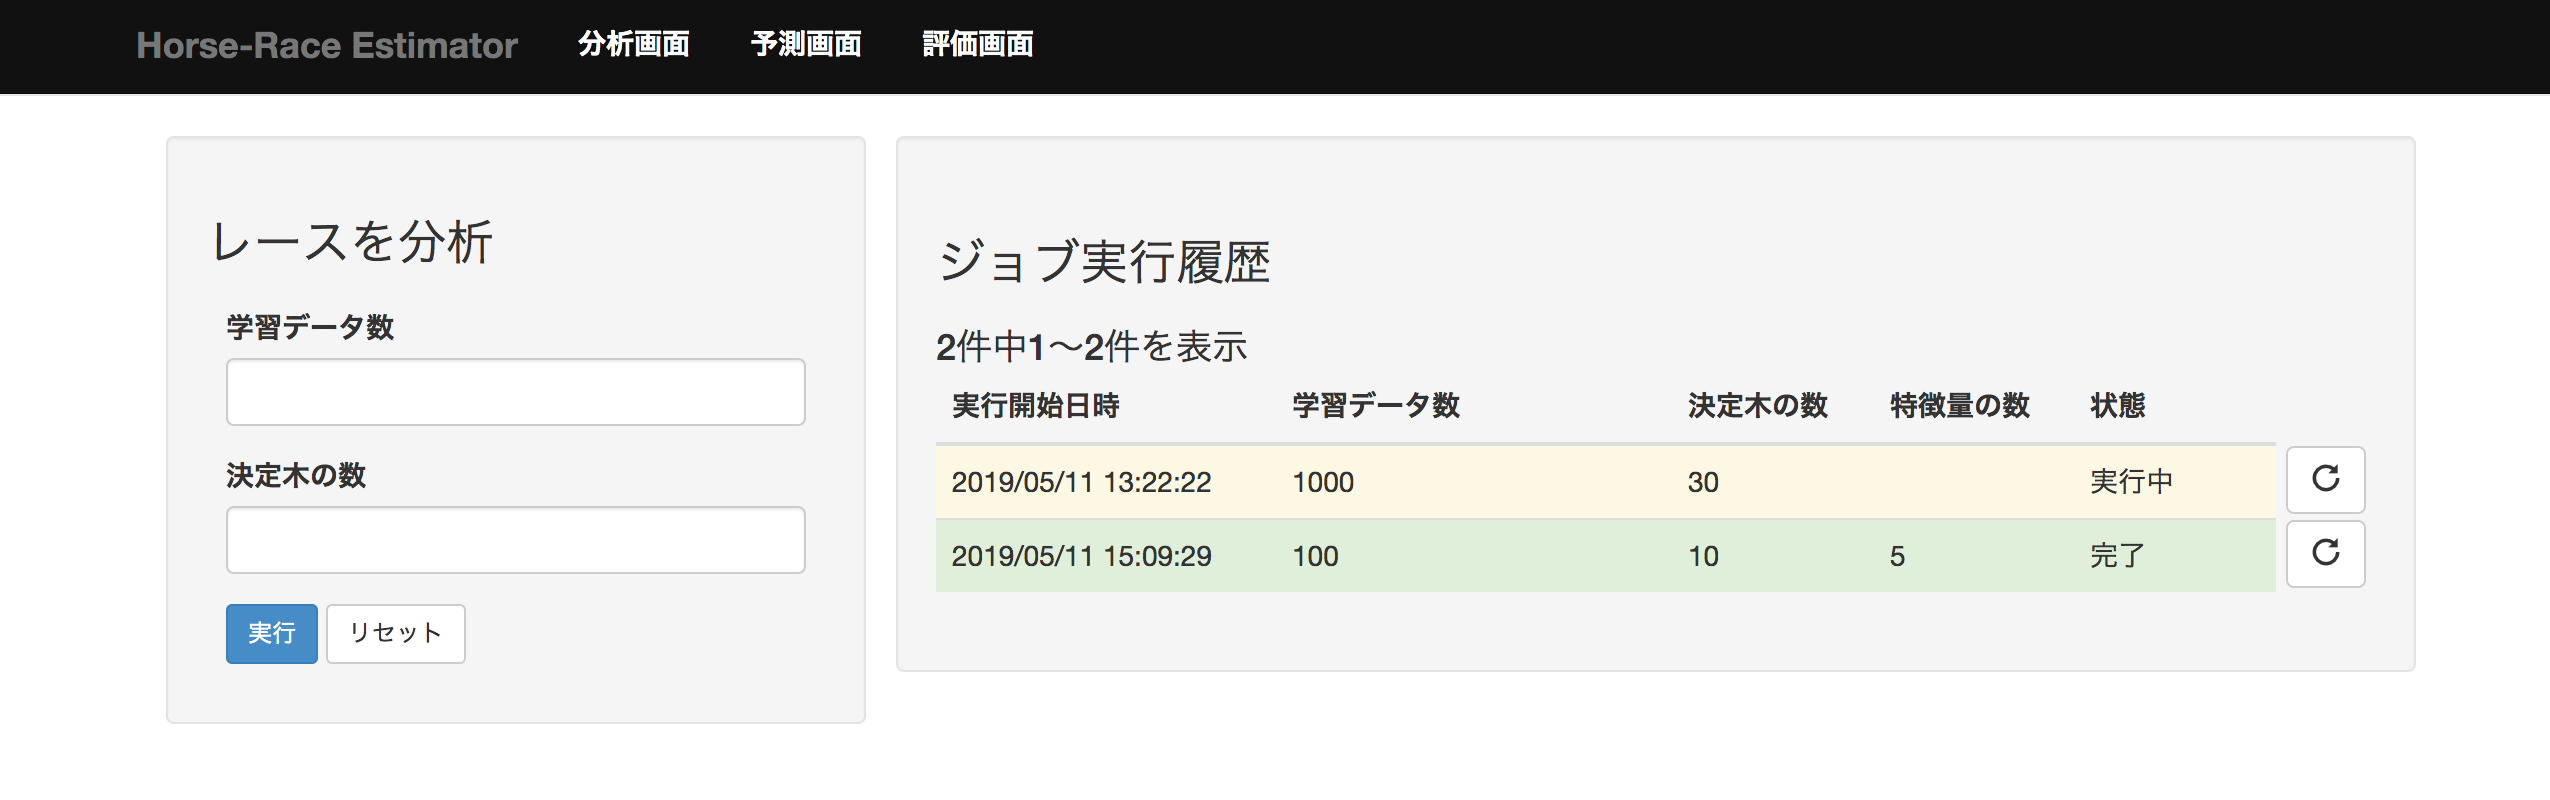 Horse-Race Estimator 分析画面 予測画面 評価画面
レースを分析
学習データ数
決定木の数
実行 リセット
ジョブ実行履歴
2件中1〜2件を表示
実行開始日時 学習データ数 決定木の数 特徴量の数 状態
2019/05/11 13:22:22 1000 30 実行中
2019/05/11 15:09:29 100 10 5 完了